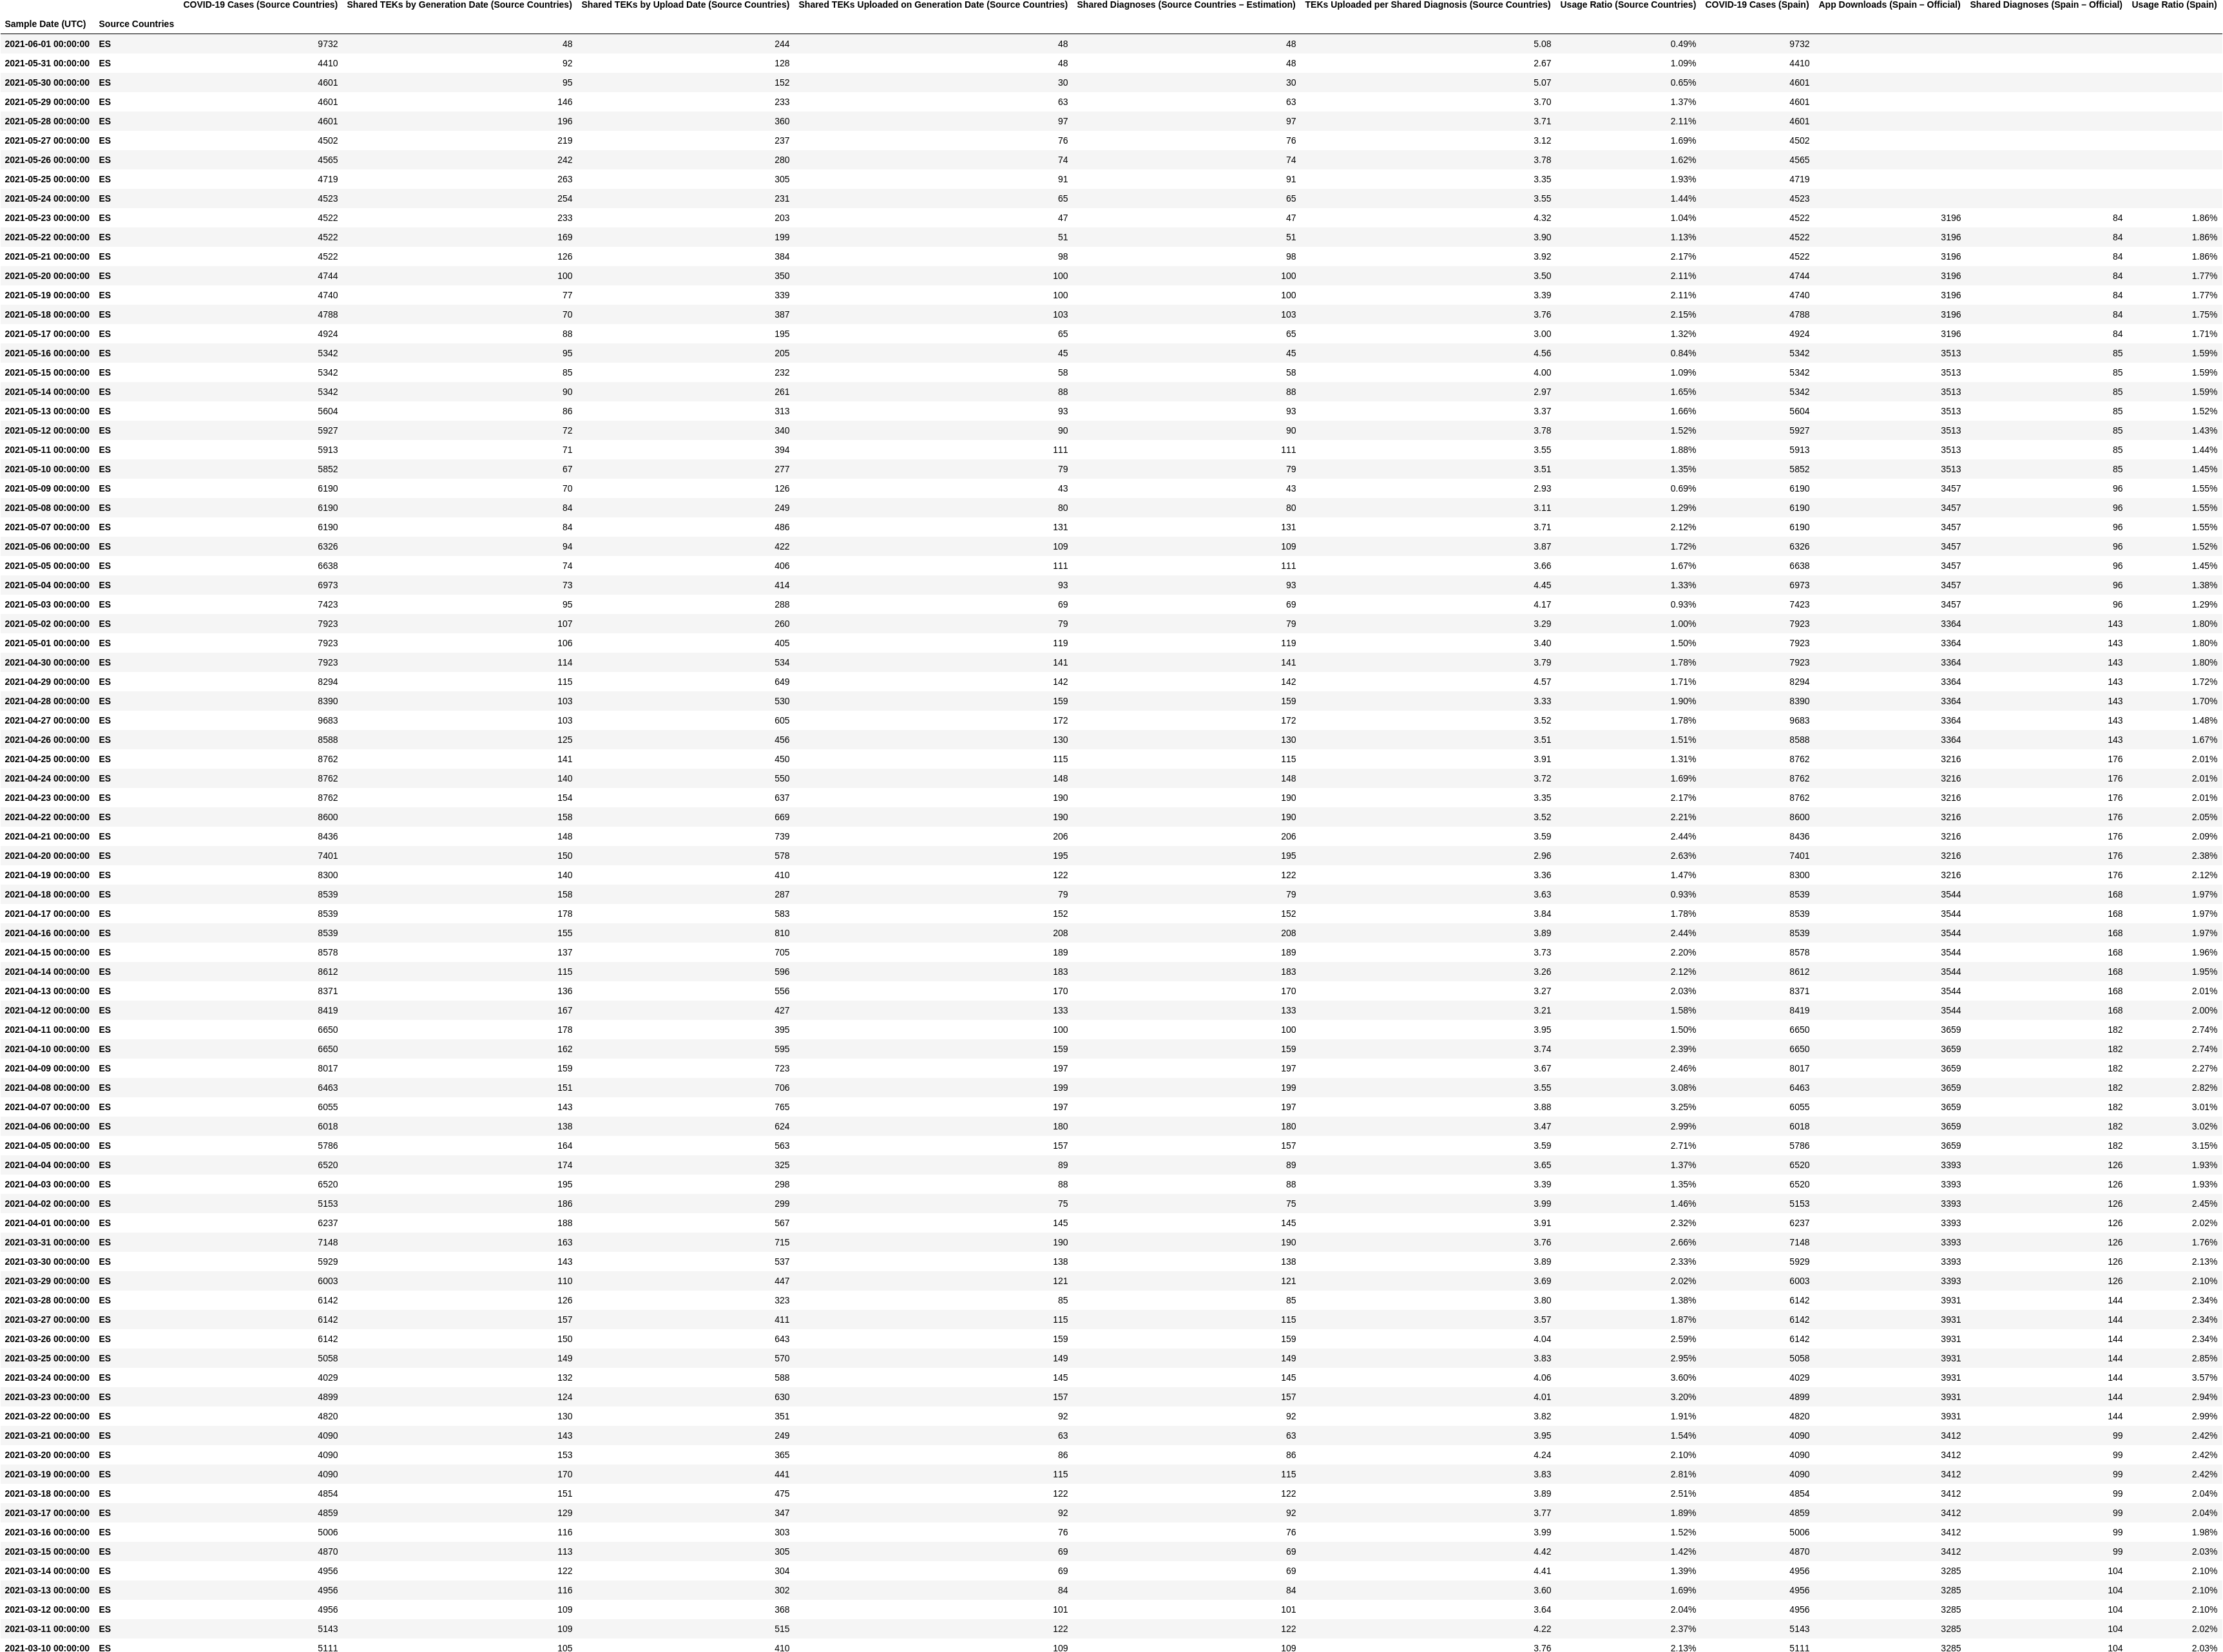 COVID-19 Cases (Source Countries) Shared TEKs by Generation Date (Source Countries) Shared TEKs by Upload Date (Source Countries) Shared TEKs Uploaded on Generation Date (Source Countries) Shared Diagnoses (Source Countries – Estimation) TEKs Uploaded per Shared Diagnosis (Source Countries) Usage Ratio (Source Countries) COVID-19 Cases (Spain) App Downloads (Spain – Official) Shared Diagnoses (Spain – Official) Usage Ratio (Spain)
Sample Date (UTC) Source Countries
2021-06-01 00:00:00 ES 9732 48 244 48 48 5.08 0.49% 9732
2021-05-31 00:00:00 ES 4410 92 128 48 48 2.67 1.09% 4410
2021-05-30 00:00:00 ES 4601 95 152 30 30 5.07 0.65% 4601
2021-05-29 00:00:00 ES 4601 146 233 63 63 3.70 1.37% 4601
2021-05-28 00:00:00 ES 4601 196 360 97 97 3.71 2.11% 4601
2021-05-27 00:00:00 ES 4502 219 237 76 76 3.12 1.69% 4502
2021-05-26 00:00:00 ES 4565 242 280 74 74 3.78 1.62% 4565
2021-05-25 00:00:00 ES 4719 263 305 91 91 3.35 1.93% 4719
2021-05-24 00:00:00 ES 4523 254 231 65 65 3.55 1.44% 4523
2021-05-23 00:00:00 ES 4522 233 203 47 47 4.32 1.04% 4522 3196 84 1.86%
2021-05-22 00:00:00 ES 4522 169 199 51 51 3.90 1.13% 4522 3196 84 1.86%
2021-05-21 00:00:00 ES 4522 126 384 98 98 3.92 2.17% 4522 3196 84 1.86%
2021-05-20 00:00:00 ES 4744 100 350 100 100 3.50 2.11% 4744 3196 84 1.77%
2021-05-19 00:00:00 ES 4740 77 339 100 100 3.39 2.11% 4740 3196 84 1.77%
2021-05-18 00:00:00 ES 4788 70 387 103 103 3.76 2.15% 4788 3196 84 1.75%
2021-05-17 00:00:00 ES 4924 88 195 65 65 3.00 1.32% 4924 3196 84 1.71%
2021-05-16 00:00:00 ES 5342 95 205 45 45 4.56 0.84% 5342 3513 85 1.59%
2021-05-15 00:00:00 ES 5342 85 232 58 58 4.00 1.09% 5342 3513 85 1.59%
2021-05-14 00:00:00 ES 5342 90 261 88 88 2.97 1.65% 5342 3513 85 1.59%
2021-05-13 00:00:00 ES 5604 86 313 93 93 3.37 1.66% 5604 3513 85 1.52%
2021-05-12 00:00:00 ES 5927 72 340 90 90 3.78 1.52% 5927 3513 85 1.43%
2021-05-11 00:00:00 ES 5913 71 394 111 111 3.55 1.88% 5913 3513 85 1.44%
2021-05-10 00:00:00 ES 5852 67 277 79 79 3.51 1.35% 5852 3513 85 1.45%
2021-05-09 00:00:00 ES 6190 70 126 43 43 2.93 0.69% 6190 3457 96 1.55%
2021-05-08 00:00:00 ES 6190 84 249 80 80 3.11 1.29% 6190 3457 96 1.55%
2021-05-07 00:00:00 ES 6190 84 486 131 131 3.71 2.12% 6190 3457 96 1.55%
2021-05-06 00:00:00 ES 6326 94 422 109 109 3.87 1.72% 6326 3457 96 1.52%
2021-05-05 00:00:00 ES 6638 74 406 111 111 3.66 1.67% 6638 3457 96 1.45%
2021-05-04 00:00:00 ES 6973 73 414 93 93 4.45 1.33% 6973 3457 96 1.38%
2021-05-03 00:00:00 ES 7423 95 288 69 69 4.17 0.93% 7423 3457 96 1.29%
2021-05-02 00:00:00 ES 7923 107 260 79 79 3.29 1.00% 7923 3364 143 1.80%
2021-05-01 00:00:00 ES 7923 106 405 119 119 3.40 1.50% 7923 3364 143 1.80%
2021-04-30 00:00:00 ES 7923 114 534 141 141 3.79 1.78% 7923 3364 143 1.80%
2021-04-29 00:00:00 ES 8294 115 649 142 142 4.57 1.71% 8294 3364 143 1.72%
2021-04-28 00:00:00 ES 8390 103 530 159 159 3.33 1.90% 8390 3364 143 1.70%
2021-04-27 00:00:00 ES 9683 103 605 172 172 3.52 1.78% 9683 3364 143 1.48%
2021-04-26 00:00:00 ES 8588 125 456 130 130 3.51 1.51% 8588 3364 143 1.67%
2021-04-25 00:00:00 ES 8762 141 450 115 115 3.91 1.31% 8762 3216 176 2.01%
2021-04-24 00:00:00 ES 8762 140 550 148 148 3.72 1.69% 8762 3216 176 2.01%
2021-04-23 00:00:00 ES 8762 154 637 190 190 3.35 2.17% 8762 3216 176 2.01%
2021-04-22 00:00:00 ES 8600 158 669 190 190 3.52 2.21% 8600 3216 176 2.05%
2021-04-21 00:00:00 ES 8436 148 739 206 206 3.59 2.44% 8436 3216 176 2.09%
2021-04-20 00:00:00 ES 7401 150 578 195 195 2.96 2.63% 7401 3216 176 2.38%
2021-04-19 00:00:00 ES 8300 140 410 122 122 3.36 1.47% 8300 3216 176 2.12%
2021-04-18 00:00:00 ES 8539 158 287 79 79 3.63 0.93% 8539 3544 168 1.97%
2021-04-17 00:00:00 ES 8539 178 583 152 152 3.84 1.78% 8539 3544 168 1.97%
2021-04-16 00:00:00 ES 8539 155 810 208 208 3.89 2.44% 8539 3544 168 1.97%
2021-04-15 00:00:00 ES 8578 137 705 189 189 3.73 2.20% 8578 3544 168 1.96%
2021-04-14 00:00:00 ES 8612 115 596 183 183 3.26 2.12% 8612 3544 168 1.95%
2021-04-13 00:00:00 ES 8371 136 556 170 170 3.27 2.03% 8371 3544 168 2.01%
2021-04-12 00:00:00 ES 8419 167 427 133 133 3.21 1.58% 8419 3544 168 2.00%
2021-04-11 00:00:00 ES 6650 178 395 100 100 3.95 1.50% 6650 3659 182 2.74%
2021-04-10 00:00:00 ES 6650 162 595 159 159 3.74 2.39% 6650 3659 182 2.74%
2021-04-09 00:00:00 ES 8017 159 723 197 197 3.67 2.46% 8017 3659 182 2.27%
2021-04-08 00:00:00 ES 6463 151 706 199 199 3.55 3.08% 6463 3659 182 2.82%
2021-04-07 00:00:00 ES 6055 143 765 197 197 3.88 3.25% 6055 3659 182 3.01%
2021-04-06 00:00:00 ES 6018 138 624 180 180 3.47 2.99% 6018 3659 182 3.02%
2021-04-05 00:00:00 ES 5786 164 563 157 157 3.59 2.71% 5786 3659 182 3.15%
2021-04-04 00:00:00 ES 6520 174 325 89 89 3.65 1.37% 6520 3393 126 1.93%
2021-04-03 00:00:00 ES 6520 195 298 88 88 3.39 1.35% 6520 3393 126 1.93%
2021-04-02 00:00:00 ES 5153 186 299 75 75 3.99 1.46% 5153 3393 126 2.45%
2021-04-01 00:00:00 ES 6237 188 567 145 145 3.91 2.32% 6237 3393 126 2.02%
2021-03-31 00:00:00 ES 7148 163 715 190 190 3.76 2.66% 7148 3393 126 1.76%
2021-03-30 00:00:00 ES 5929 143 537 138 138 3.89 2.33% 5929 3393 126 2.13%
2021-03-29 00:00:00 ES 6003 110 447 121 121 3.69 2.02% 6003 3393 126 2.10%
2021-03-28 00:00:00 ES 6142 126 323 85 85 3.80 1.38% 6142 3931 144 2.34%
2021-03-27 00:00:00 ES 6142 157 411 115 115 3.57 1.87% 6142 3931 144 2.34%
2021-03-26 00:00:00 ES 6142 150 643 159 159 4.04 2.59% 6142 3931 144 2.34%
2021-03-25 00:00:00 ES 5058 149 570 149 149 3.83 2.95% 5058 3931 144 2.85%
2021-03-24 00:00:00 ES 4029 132 588 145 145 4.06 3.60% 4029 3931 144 3.57%
2021-03-23 00:00:00 ES 4899 124 630 157 157 4.01 3.20% 4899 3931 144 2.94%
2021-03-22 00:00:00 ES 4820 130 351 92 92 3.82 1.91% 4820 3931 144 2.99%
2021-03-21 00:00:00 ES 4090 143 249 63 63 3.95 1.54% 4090 3412 99 2.42%
2021-03-20 00:00:00 ES 4090 153 365 86 86 4.24 2.10% 4090 3412 99 2.42%
2021-03-19 00:00:00 ES 4090 170 441 115 115 3.83 2.81% 4090 3412 99 2.42%
2021-03-18 00:00:00 ES 4854 151 475 122 122 3.89 2.51% 4854 3412 99 2.04%
2021-03-17 00:00:00 ES 4859 129 347 92 92 3.77 1.89% 4859 3412 99 2.04%
2021-03-16 00:00:00 ES 5006 116 303 76 76 3.99 1.52% 5006 3412 99 1.98%
2021-03-15 00:00:00 ES 4870 113 305 69 69 4.42 1.42% 4870 3412 99 2.03%
2021-03-14 00:00:00 ES 4956 122 304 69 69 4.41 1.39% 4956 3285 104 2.10%
2021-03-13 00:00:00 ES 4956 116 302 84 84 3.60 1.69% 4956 3285 104 2.10%
2021-03-12 00:00:00 ES 4956 109 368 101 101 3.64 2.04% 4956 3285 104 2.10%
2021-03-11 00:00:00 ES 5143 109 515 122 122 4.22 2.37% 5143 3285 104 2.02%
2021-03-10 00:00:00 ES 5111 105 410 109 109 3.76 2.13% 5111 3285 104 2.03%